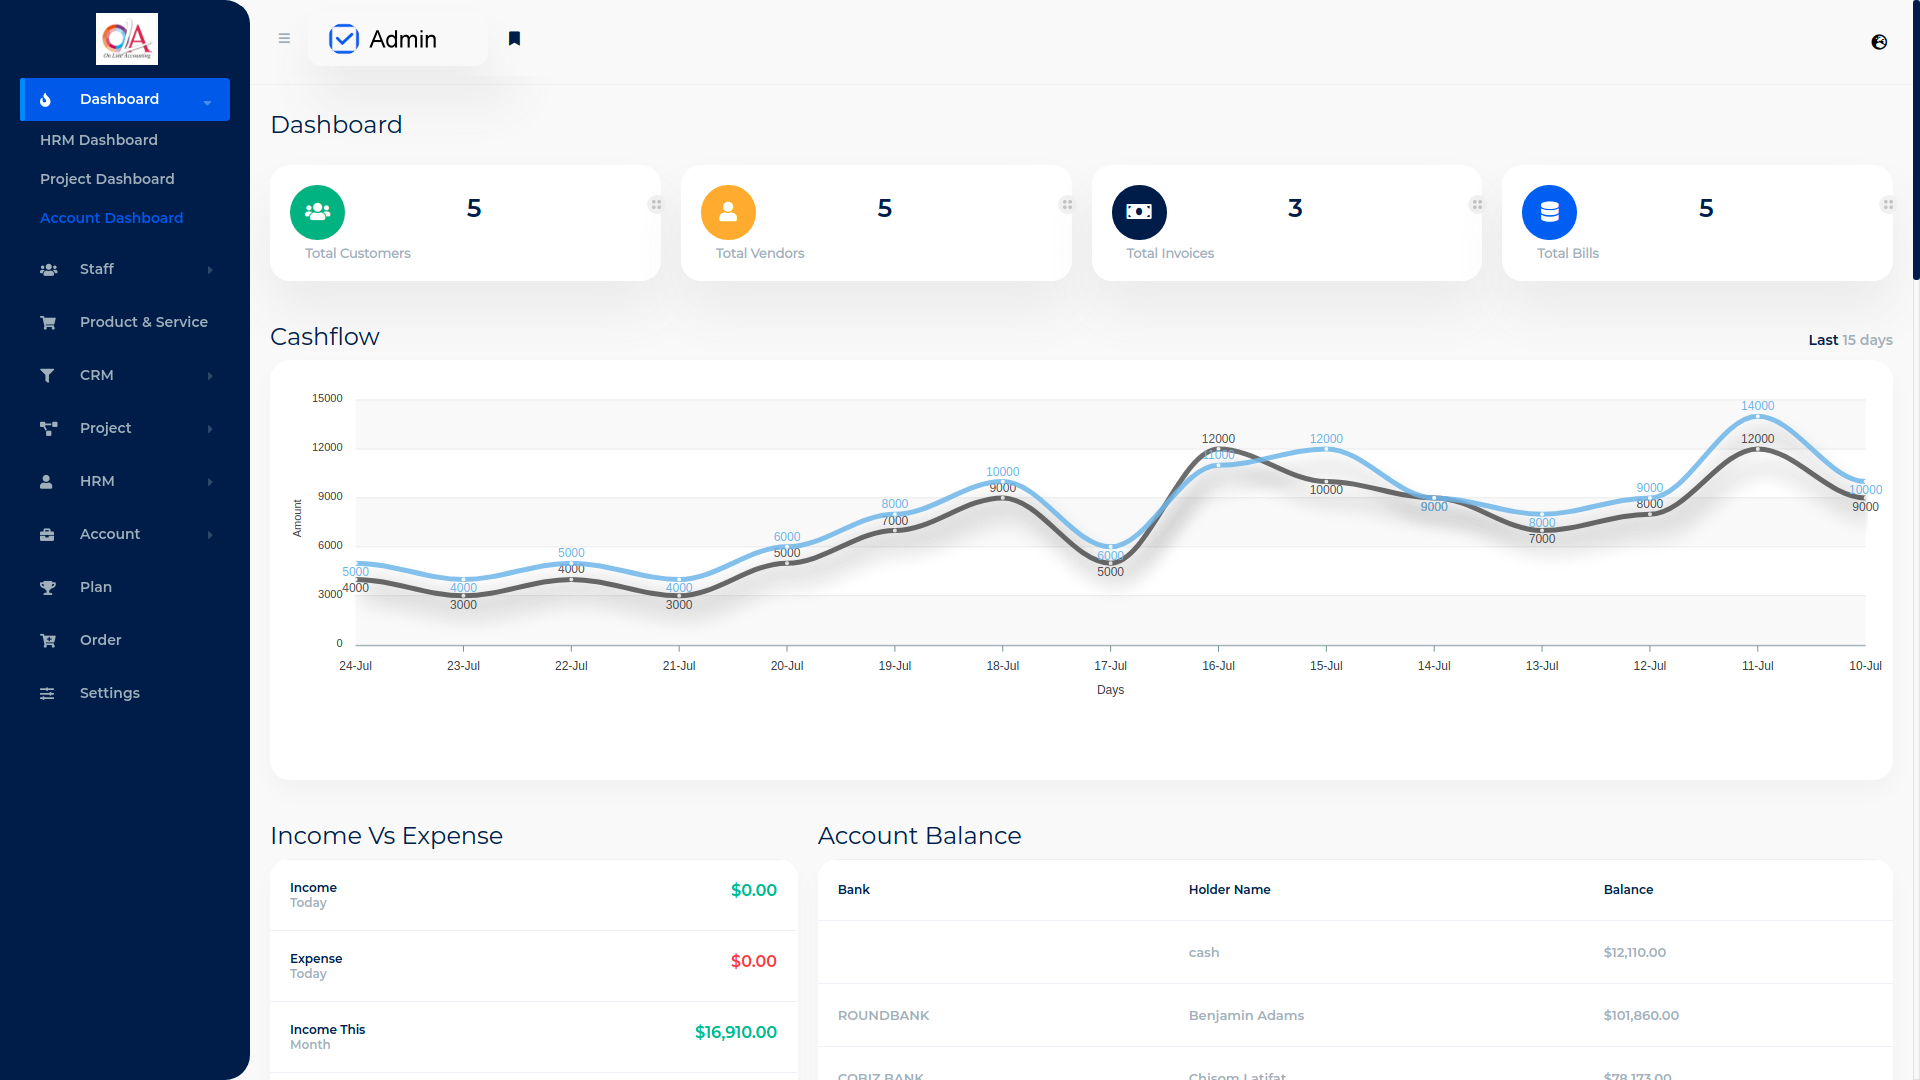 On Line Accounting
Admin
Dashboard
HRM Dashboard
Project Dashboard
Account Dashboard
Staff
Product & Service
CRM
Project
HRM
Account
Plan
Order
Settings
Dashboard
5
Total Customers
5
Total Vendors
3
Total Invoices
5
Total Bills
Cashflow
Last 15 days
15000
12000
9000
6000
3000
0
Amount
5000 4000 5000 4000 6000 8000 10000 6000 11000 12000 9000 8000 9000 14000 10000
4000 3000 4000 3000 5000 7000 9000 5000 12000 10000 7000 8000 12000 9000
24-Jul 23-Jul 22-Jul 21-Jul 20-Jul 19-Jul 18-Jul 17-Jul 16-Jul 15-Jul 14-Jul 13-Jul 12-Jul 11-Jul 10-Jul
Days
Income Vs Expense
Income $0.00
Today
Expense $0.00
Today
Income This $16,910.00
Month
Account Balance
Bank Holder Name Balance
cash $12,110.00
ROUNDBANK Benjamin Adams $101,860.00
COBIZ BANK Chisom Latifat $78,173.00